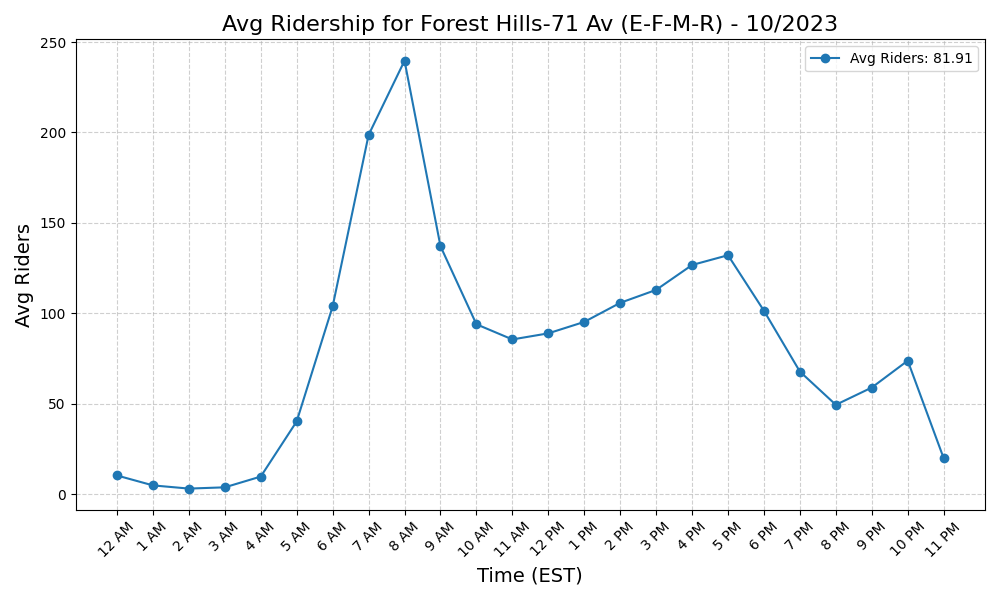 Avg Ridership for Forest Hills-71 Av (E-F-M-R) - 10/2023
Avg Riders: 81.91
Avg Riders
250
200
150
100
50
0
12 AM
1 AM
2 AM
3 AM
4 AM
5 AM
6 AM
7 AM
8 AM
9 AM
10 AM
11 AM
12 PM
1 PM
2 PM
3 PM
4 PM
5 PM
6 PM
7 PM
8 PM
9 PM
10 PM
11 PM
Time (EST)